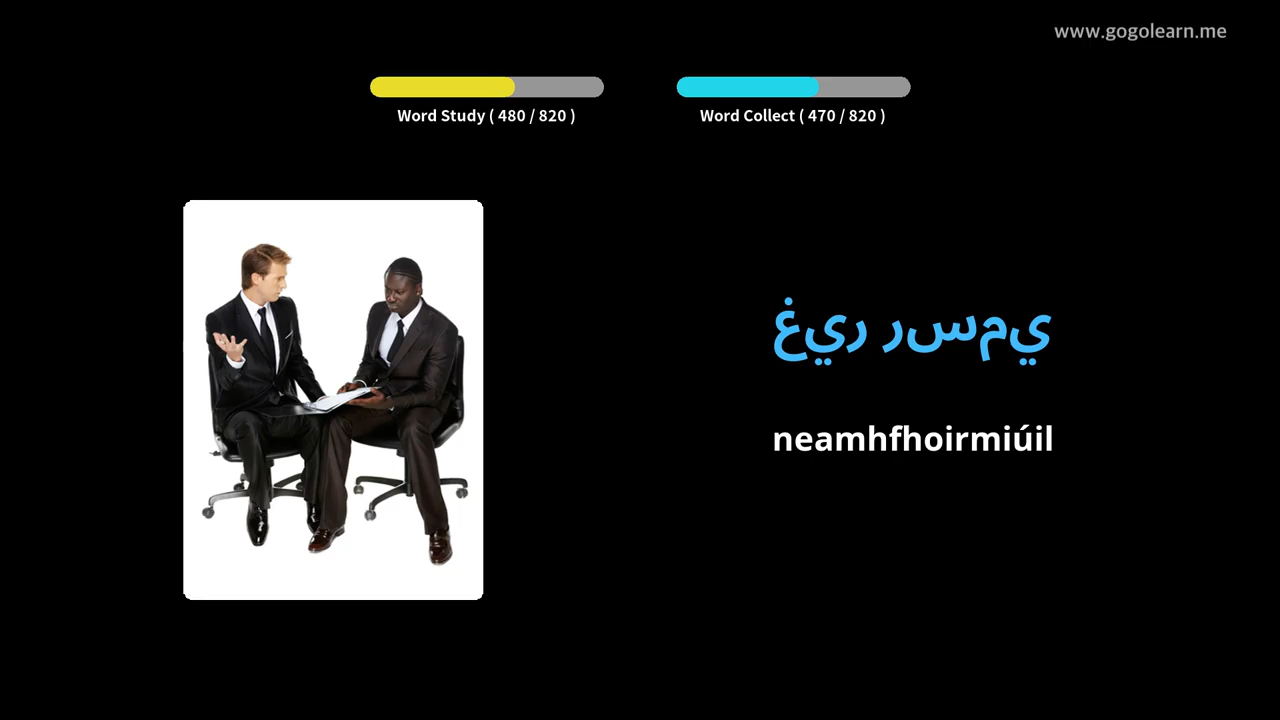 www.gogolearn.me
Word Study ( 480 / 820 )
Word Collect ( 470 / 820 )
غير رسمي
neamhfhoirmiúil